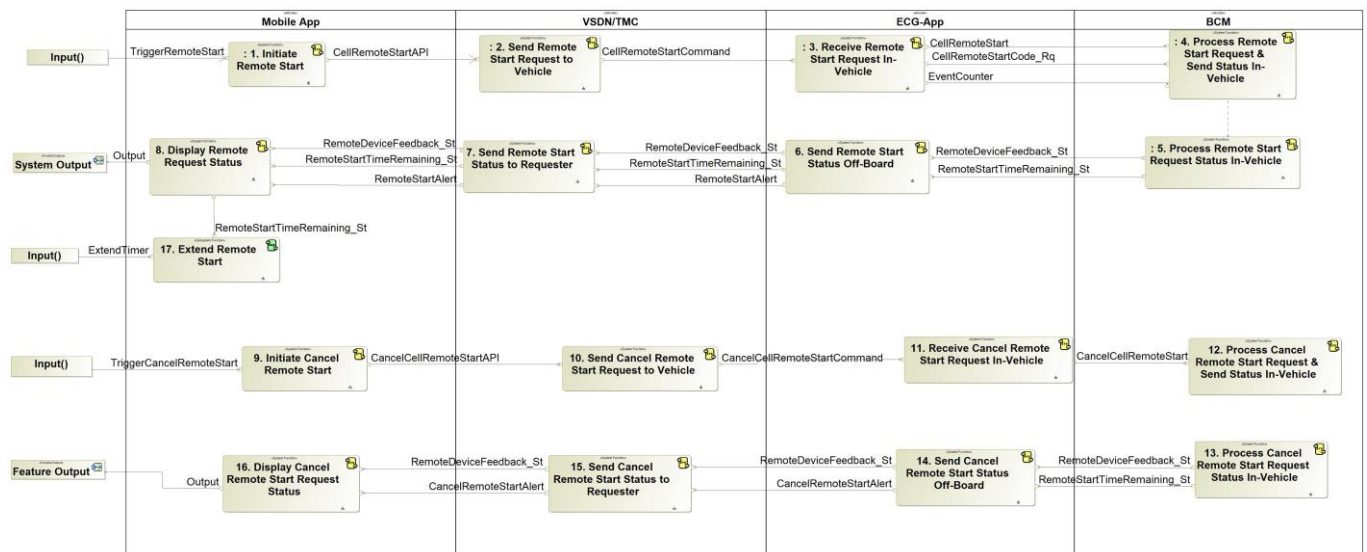 Mobile App
VSDN/TMC
ECG-App
BCM
Input()
TriggerRemoteStart
: 1. Initiate
Remote Start
CellRemoteStartAPI
: 2. Send Remote
Start Request to
Vehicle
CellRemoteStartCommand
: 3. Receive Remote
Start Request In-
Vehicle
CellRemoteStart
CellRemoteStartCode_Rq
EventCounter
: 4. Process Remote
Start Request &
Send Status In-
Vehicle
System Output
Output
8. Display Remote
Request Status
RemoteDeviceFeedback_St
RemoteStartTimeRemaining_St
RemoteStartAlert
7. Send Remote Start
Status to Requester
RemoteDeviceFeedback_St
RemoteStartTimeRemaining_St
RemoteStartAlert
6. Send Remote Start
Status Off-Board
RemoteDeviceFeedback_St
RemoteStartTimeRemaining_St
: 5. Process Remote Start
Request Status In-Vehicle
RemoteStartTimeRemaining_St
Input()
ExtendTimer
17. Extend Remote
Start
Input()
TriggerCancelRemoteStart
9. Initiate Cancel
Remote Start
CancelCellRemoteStartAPI
10. Send Cancel Remote
Start Request to Vehicle
CancelCellRemoteStartCommand
11. Receive Cancel Remote
Start Request In-Vehicle
CancelCellRemoteStart
12. Process Cancel
Remote Start Request &
Send Status In-Vehicle
Feature Output
Output
16. Display Cancel
Remote Start Request
Status
RemoteDeviceFeedback_St
CancelRemoteStartAlert
15. Send Cancel
Remote Start Status to
Requester
RemoteDeviceFeedback_St
CancelRemoteStartAlert
14. Send Cancel
Remote Start Status
Off-Board
RemoteDeviceFeedback_St
RemoteStartTimeRemaining_St
13. Process Cancel
Remote Start Request
Status In-Vehicle